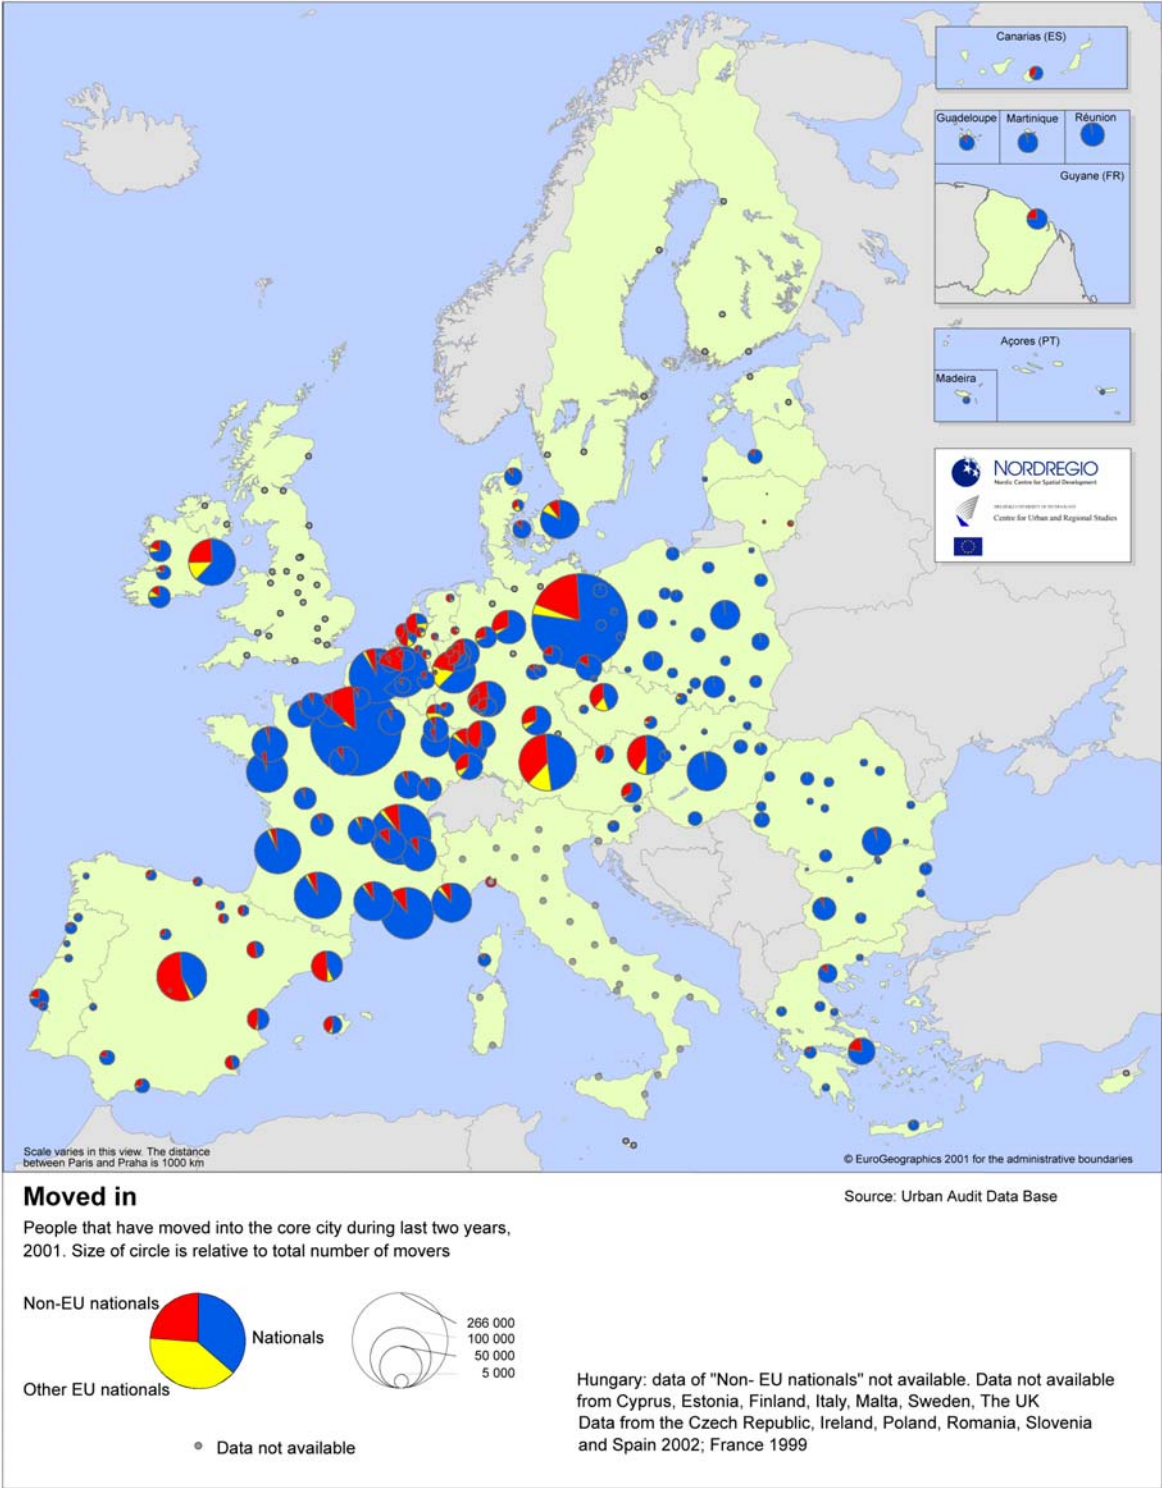 Canarias (ES)
Guadeloupe
Martinique
Réunion
Guyane (FR)
Açores (PT)
Madeira
NORDREGIO
Nordic Centre for Spatial Development
Centre for Urban and Regional Studies
Scale varies in this view. The distance
between Paris and Praha is 1000 km
© EuroGeographics 2001 for the administrative boundaries
Moved in
Source: Urban Audit Data Base
People that have moved into the core city during last two years,
2001. Size of circle is relative to total number of movers
Non-EU nationals
Nationals
Other EU nationals
266 000
100 000
50 000
5 000
Data not available
Hungary: data of "Non- EU nationals" not available. Data not available
from Cyprus, Estonia, Finland, Italy, Malta, Sweden, The UK
Data from the Czech Republic, Ireland, Poland, Romania, Slovenia
and Spain 2002; France 1999